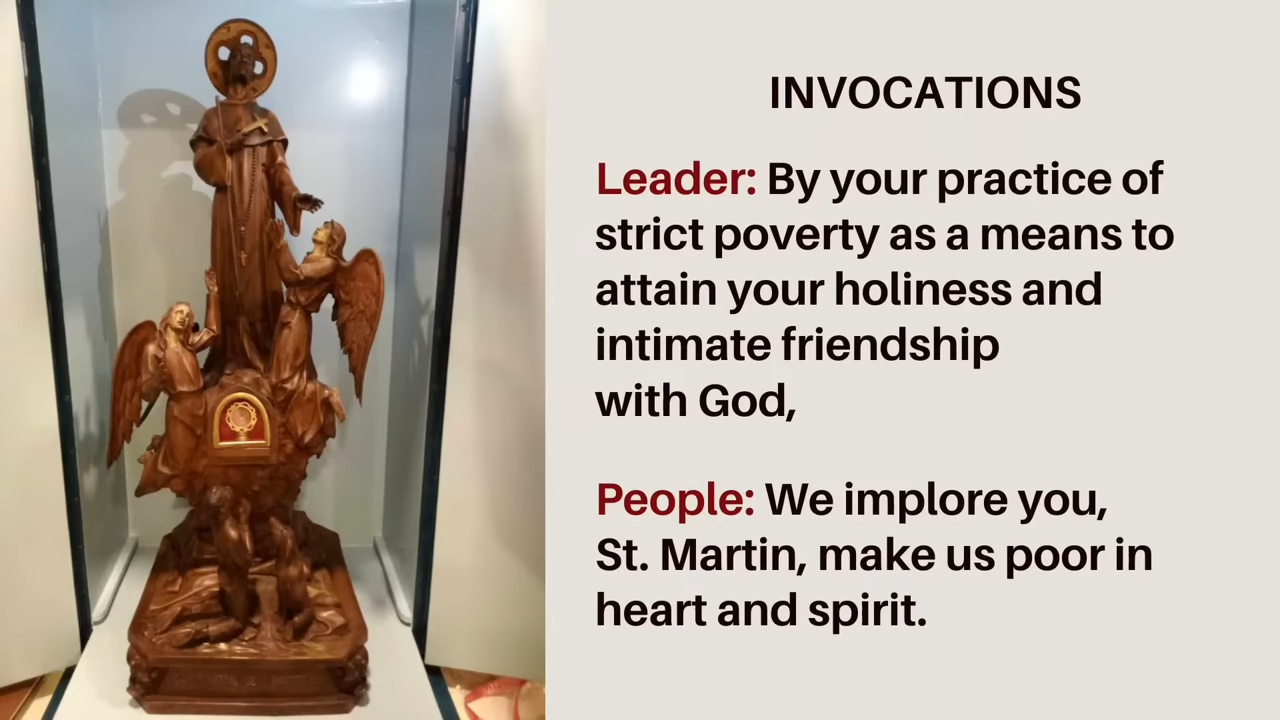 INVOCATIONS
Leader: By your practice of
strict poverty as a means to
attain your holiness and
intimate friendship
with God,
People: We implore you,
St. Martin, make us poor in
heart and spirit.